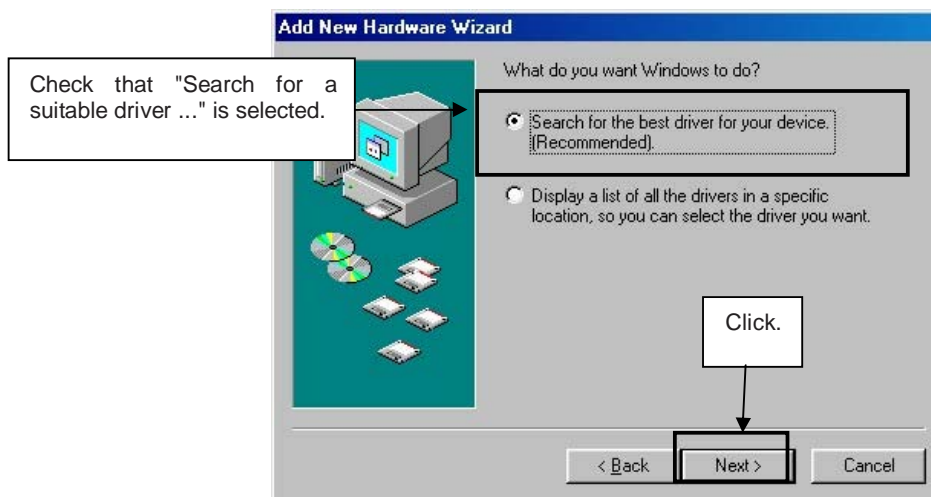 Add New Hardware Wizard
Check that "Search for a
suitable driver ..." is selected.
What do you want Windows to do?
Search for the best driver for your device.
(Recommended).
Display a list of all the drivers in a specific
location, so you can select the driver you want.
Click.
< Back
Next >
Cancel